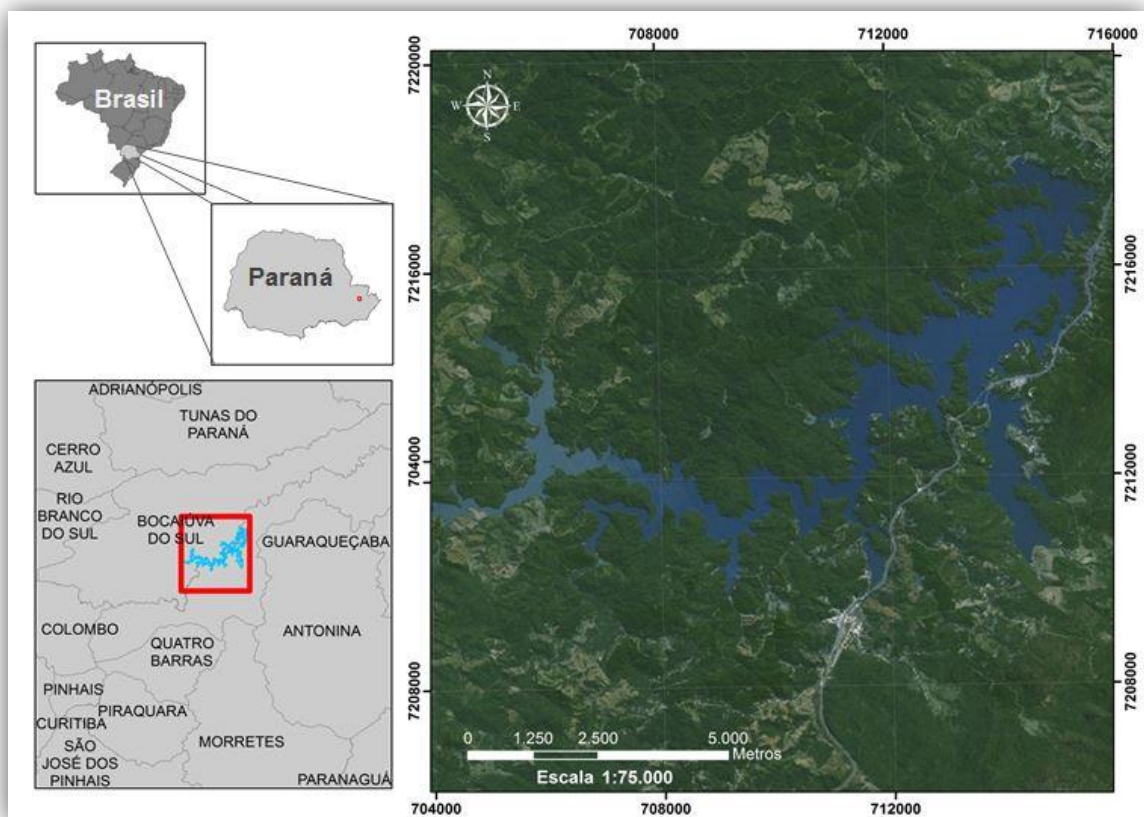 Brasil
Paraná
ADRIANÓPOLIS
TUNAS DO
PARANÁ
CERRO
AZUL
RIO
BRANCO
DO SUL
BOCAIÚVA
DO SUL
GUARAQUEÇABA
COLOMBO
QUATRO
BARRAS
ANTONINA
PINHAIS
PIRAQUARA
CURITIBA
SÃO
JOSÉ DOS
PINHAIS
MORRETES
PARANAGUÁ
708000
712000
716000
7220000
7216000
704000
7212000
7208000
7216000
7212000
7208000
N
W
E
S
0
1.250
2.500
5.000
Metros
Escala 1:75.000
704000
708000
712000